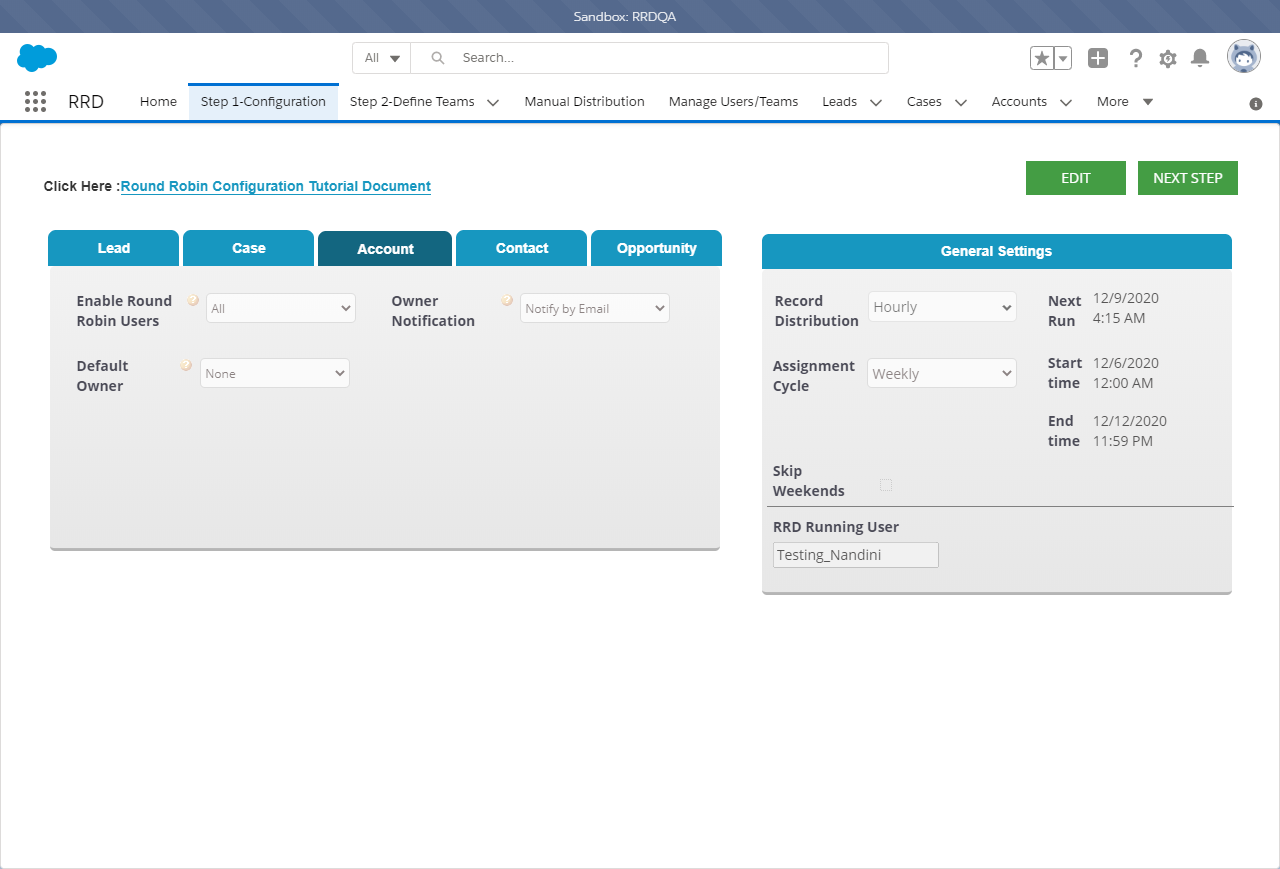 Sandbox: RRDQA
All
Search...
RRD
Home
Step 1-Configuration
Step 2-Define Teams
Manual Distribution
Manage Users/Teams
Leads
Cases
Accounts
More
Click Here :Round Robin Configuration Tutorial Document
EDIT
NEXT STEP
Lead
Case
Account
Contact
Opportunity
Enable Round
Robin Users
All
Owner
Notification
Notify by Email
Default
Owner
None
General Settings
Record
Distribution
Hourly
Next
Run
12/9/2020
4:15 AM
Assignment
Cycle
Weekly
Start
time
12/6/2020
12:00 AM
End
time
12/12/2020
11:59 PM
Skip
Weekends
RRD Running User
Testing_Nandini